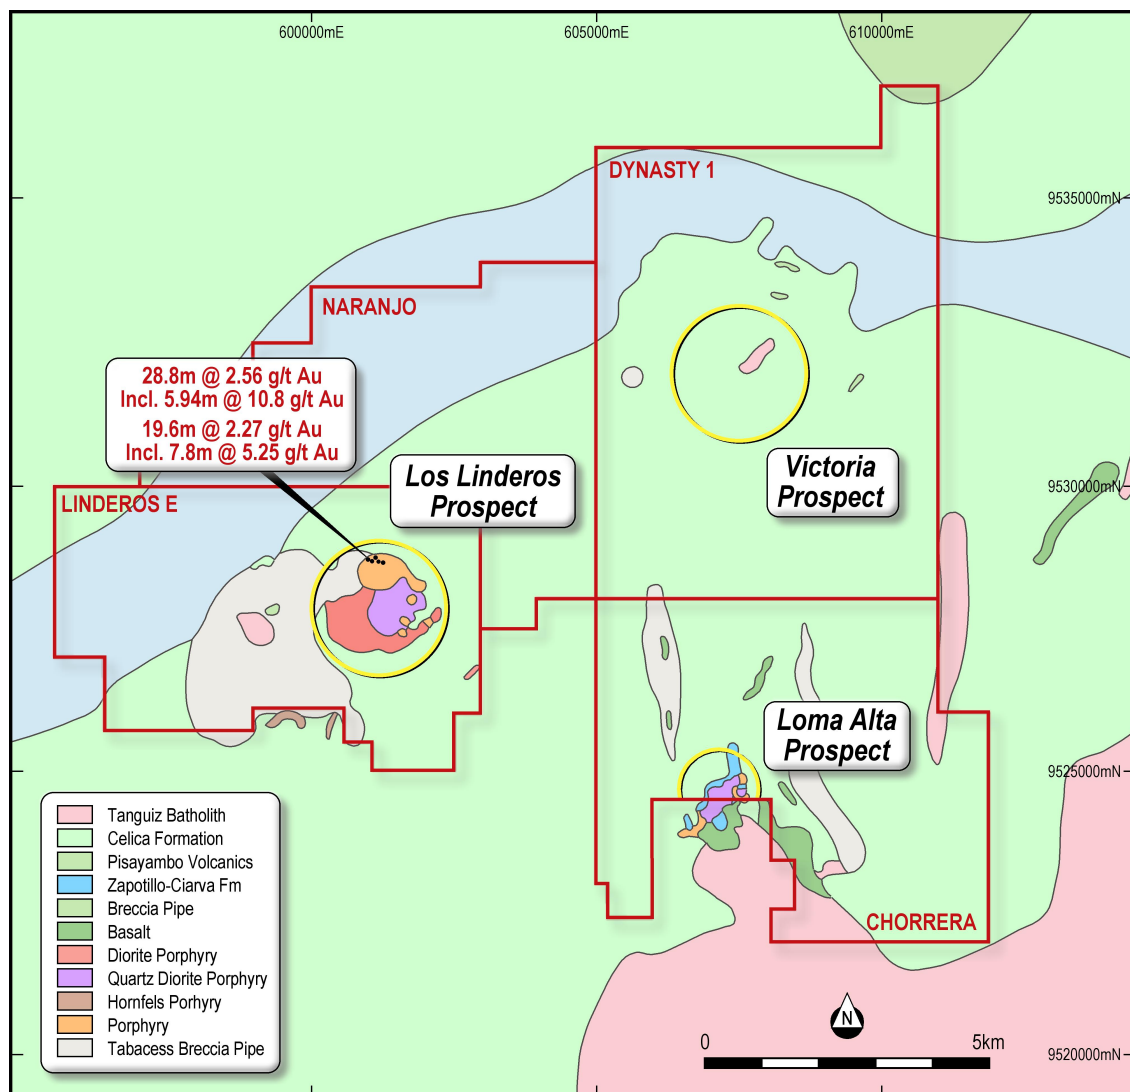 600000mE
605000mE
610000mE
DYNASTY 1
9535000mN
NARANJO
28.8m @ 2.56 g/t Au
Incl. 5.94m @ 10.8 g/t Au
19.6m @ 2.27 g/t Au
Incl. 7.8m @ 5.25 g/t Au
Los Linderos
Prospect
Victoria
Prospect
9530000mN
LINDEROS E
Loma Alta
Prospect
9525000mN
Tanguiz Batholith
Celica Formation
Pisayambo Volcanics
Zapotillo-Ciarva Fm
Breccia Pipe
Basalt
Diorite Porphyry
Quartz Diorite Porphyry
Hornfels Porhyry
Porphyry
Tabacess Breccia Pipe
CHORRERA
N
0
5km
9520000mN